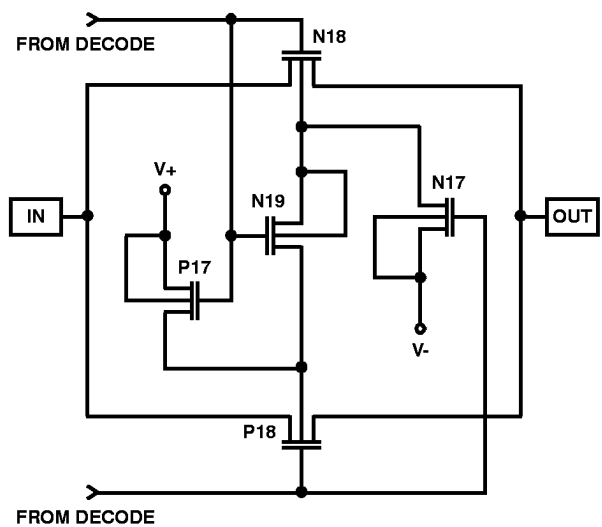 FROM DECODE
N18
V+
N19
N17
IN
OUT
P17
V-
P18
FROM DECODE